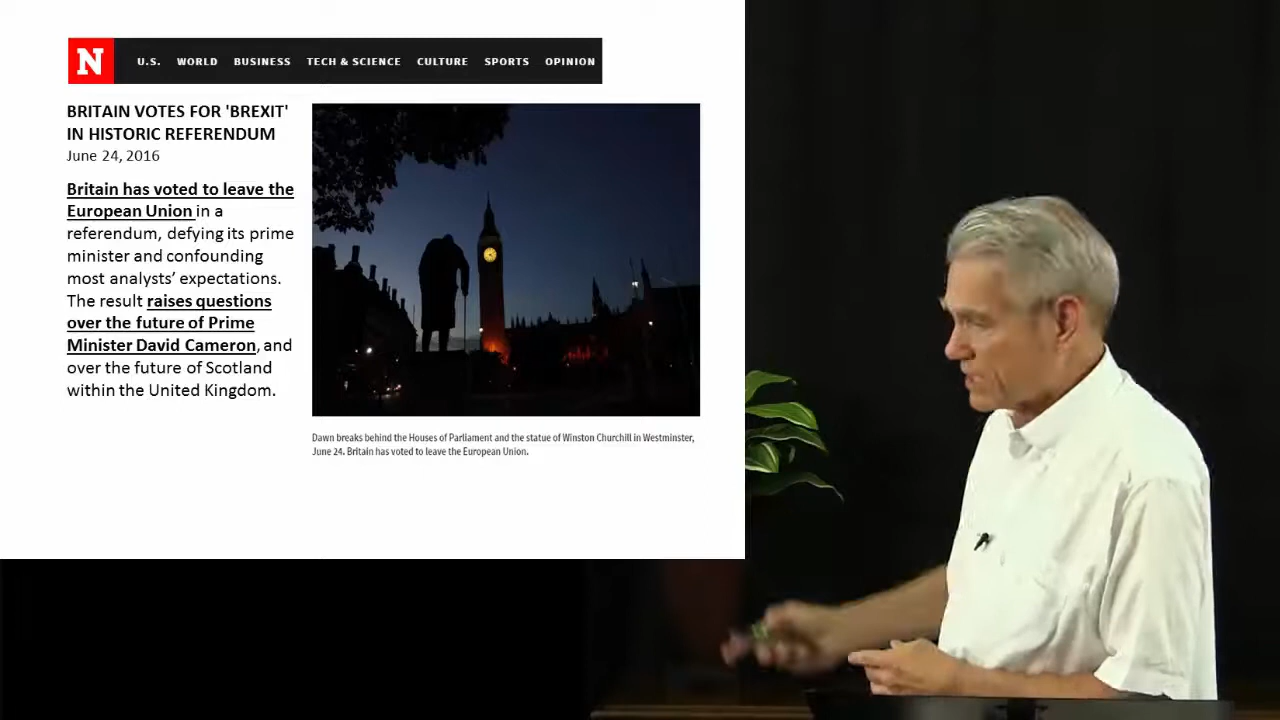 N
U.S. WORLD BUSINESS TECH & SCIENCE CULTURE SPORTS OPINION
BRITAIN VOTES FOR 'BREXIT'
IN HISTORIC REFERENDUM
June 24, 2016
Britain has voted to leave the
European Union in a
referendum, defying its prime
minister and confounding
most analysts’ expectations.
The result raises questions
over the future of Prime
Minister David Cameron, and
over the future of Scotland
within the United Kingdom.
Dawn breaks behind the Houses of Parliament and the statue of Winston Churchill in Westminster,
June 24. Britain has voted to leave the European Union.